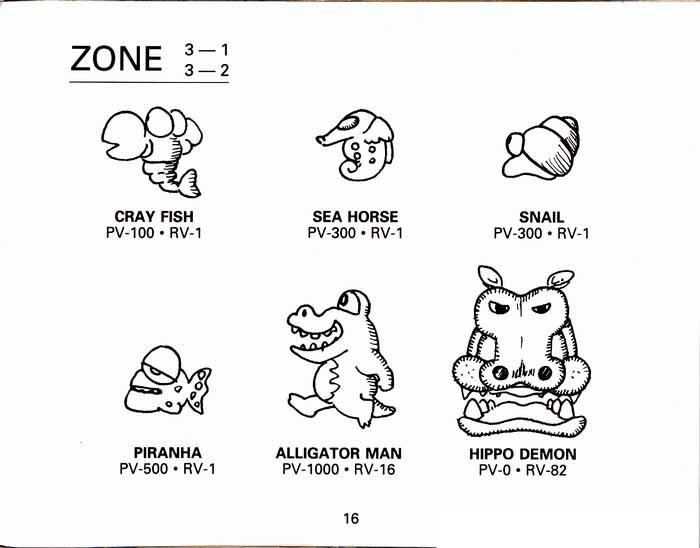 ZONE 3—1
3—2
CRAY FISH
PV-100 • RV-1
SEA HORSE
PV-300 • RV-1
SNAIL
PV-300 • RV-1
PIRANHA
PV-500 • RV-1
ALLIGATOR MAN
PV-1000 • RV-16
HIPPO DEMON
PV-0 • RV-82
16